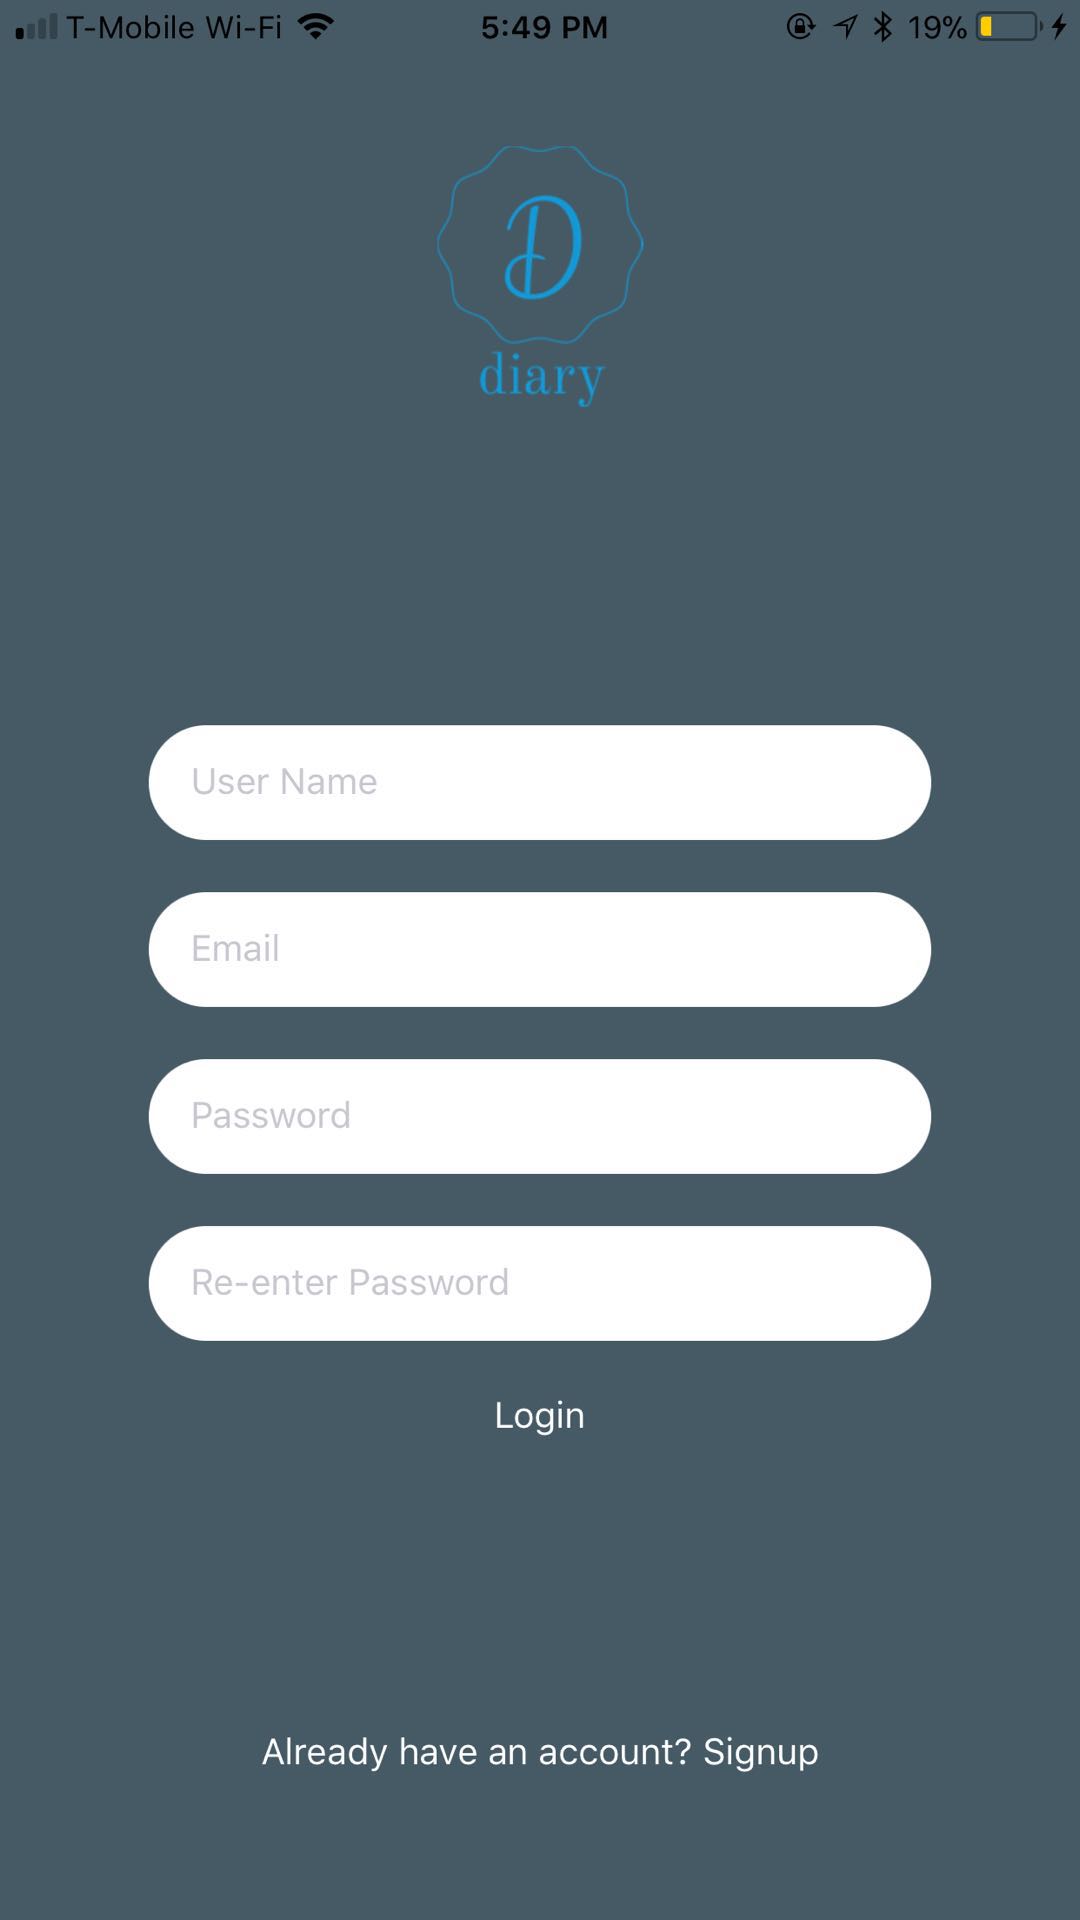 T-Mobile Wi-Fi 5:49 PM 19%
D
diary
User Name
Email
Password
Re-enter Password
Login
Already have an account? Signup